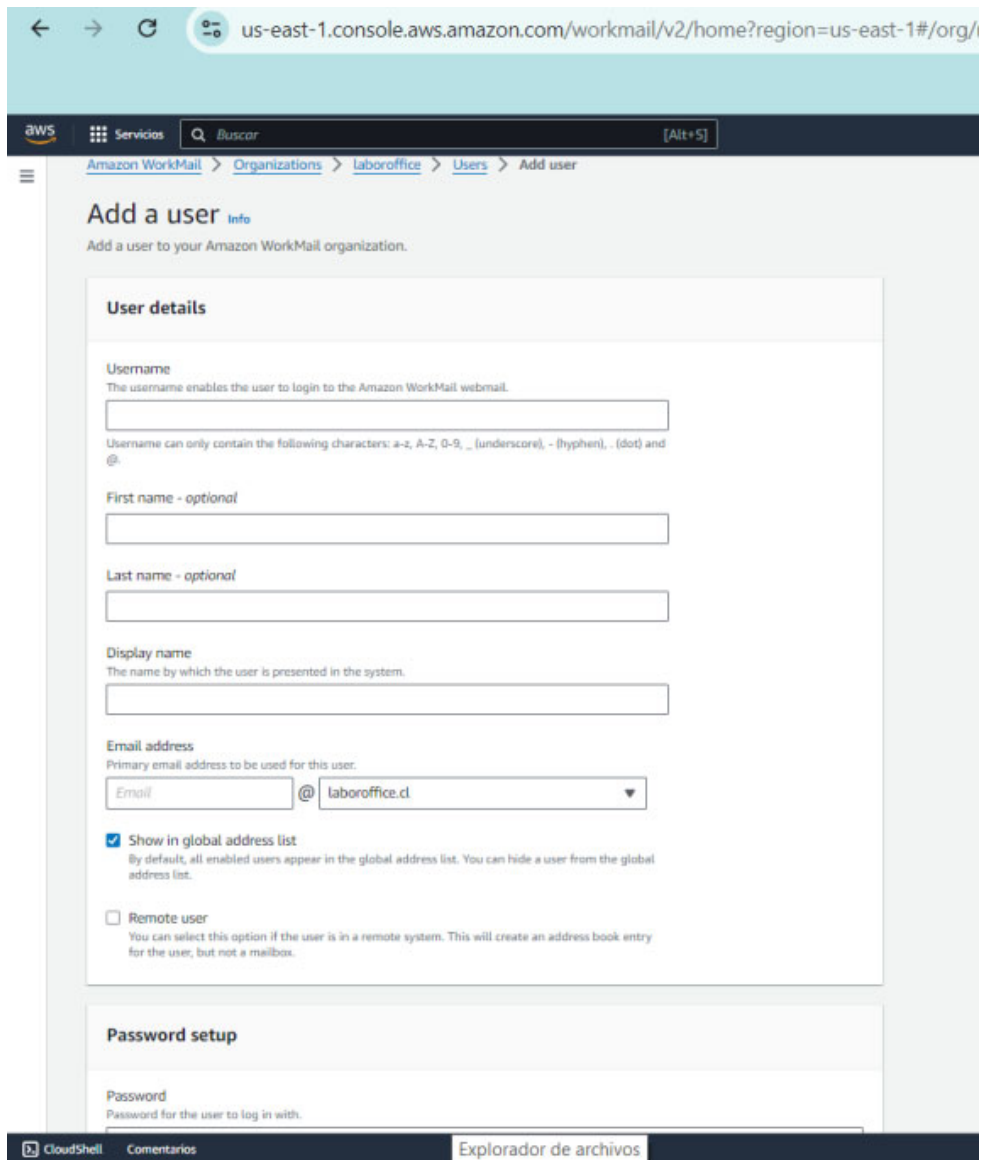 us-east-1.console.aws.amazon.com/workmail/v2/home?region=us-east-1#/org/
aws Servicios Buscar [Alt+S]
Amazon WorkMail > Organizations > laboroffice > Users > Add user
Add a user Info
Add a user to your Amazon WorkMail organization.
User details
Username
The username enables the user to login to the Amazon WorkMail webmail.
Username can only contain the following characters: a-z, A-Z, 0-9, _ (underscore), - (hyphen), . (dot) and
@.
First name - optional
Last name - optional
Display name
The name by which the user is presented in the system.
Email address
Primary email address to be used for this user.
Email @ laboroffice.cl
Show in global address list
By default, all enabled users appear in the global address list. You can hide a user from the global
address list.
Remote user
You can select this option if the user is in a remote system. This will create an address book entry
for the user, but not a mailbox.
Password setup
Password
Password for the user to log in with.
CloudShell Comentarios Explorador de archivos